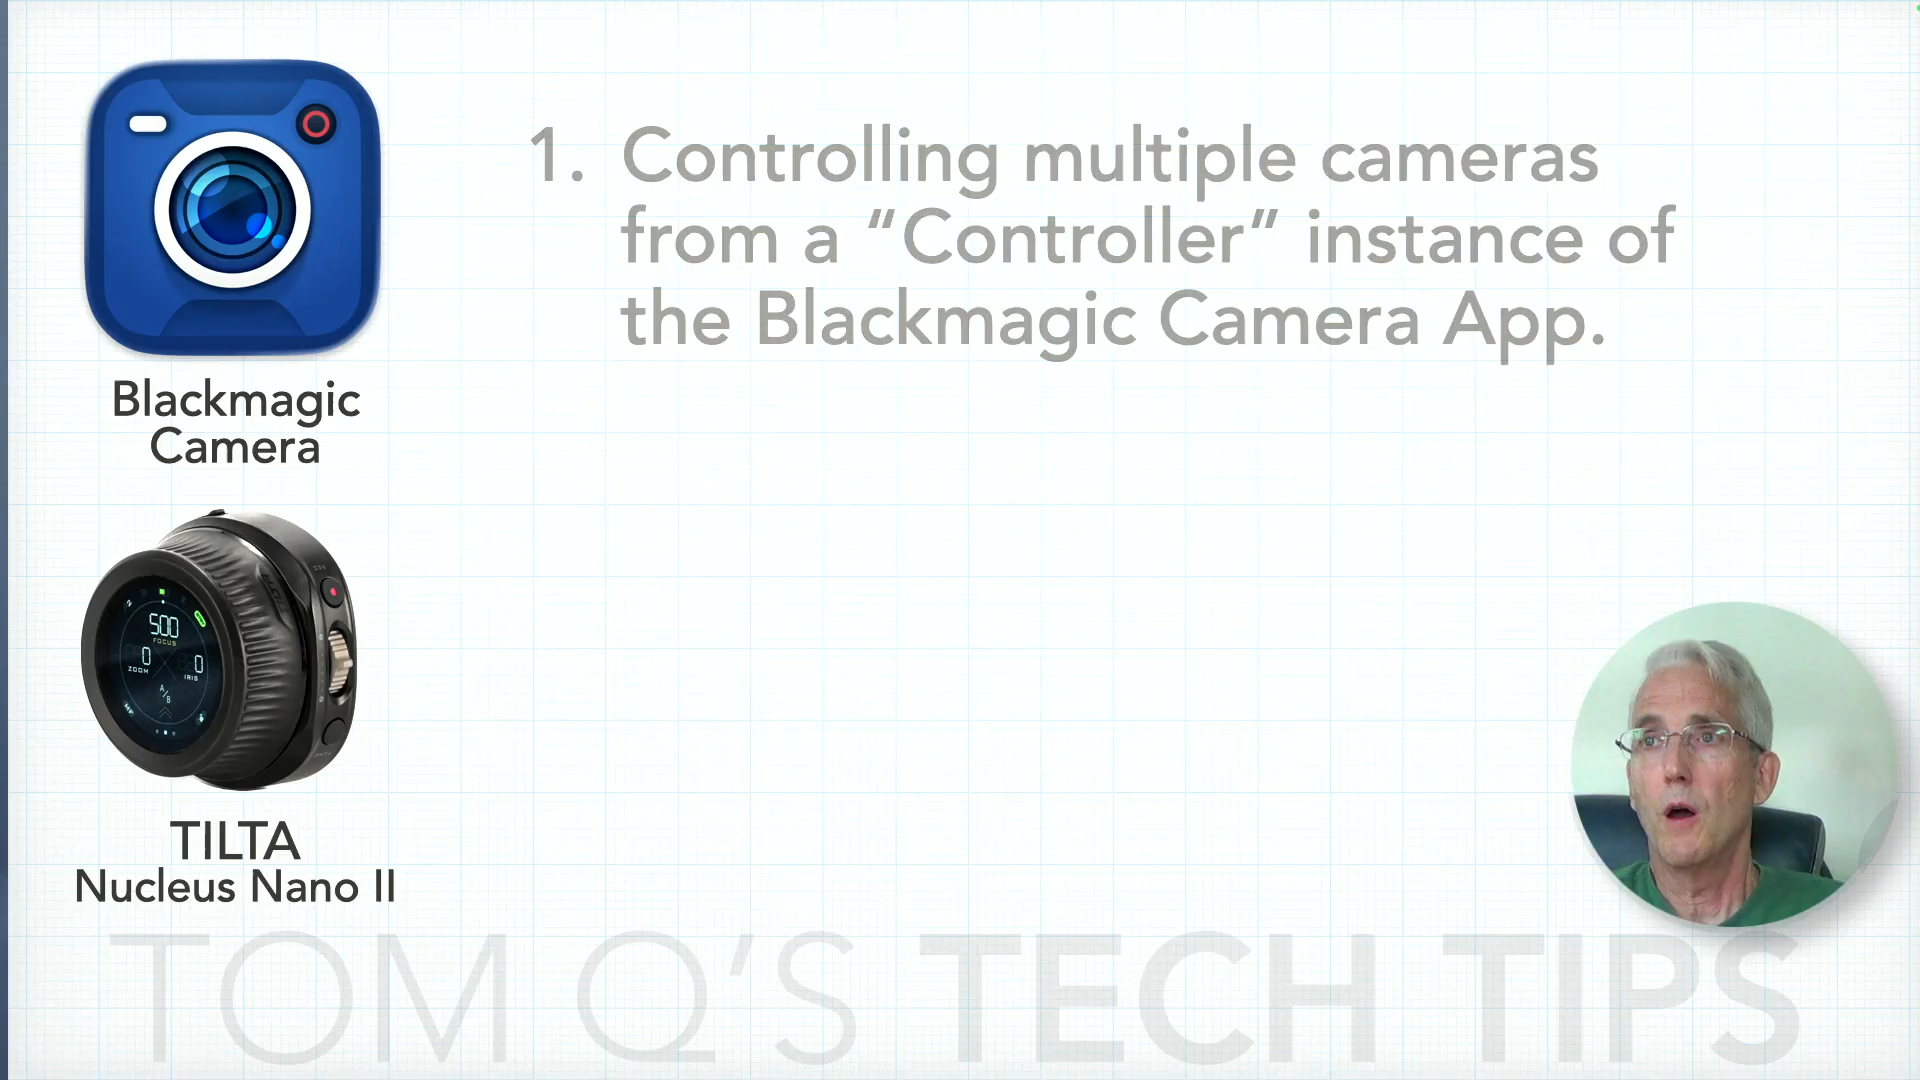 1. Controlling multiple cameras
from a “Controller” instance of
the Blackmagic Camera App.
Blackmagic
Camera
500
FOCUS
0
ZOOM
0
IRIS
A/B
TILTA
Nucleus Nano II
TOM Q’S TECH TIPS